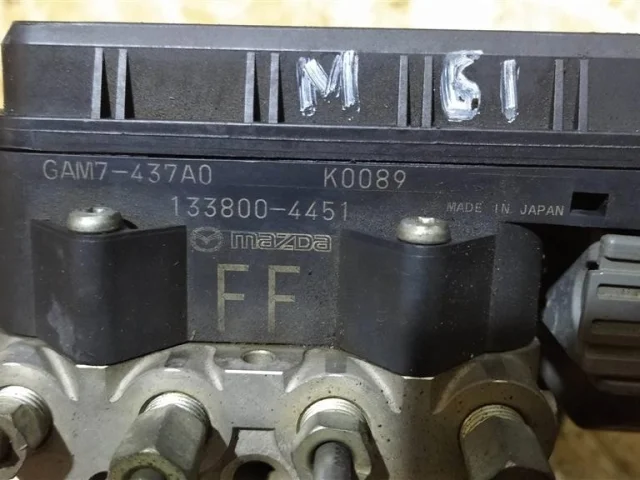 M 61
GAM7-437A0 K0089
133800-4451 MADE IN JAPAN
mazda
FF